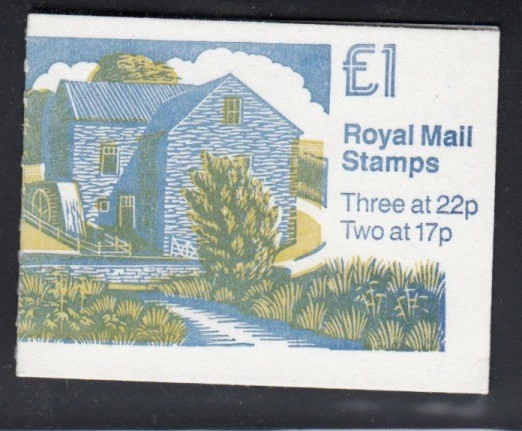 £1
Royal Mail
Stamps
Three at 22p
Two at 17p